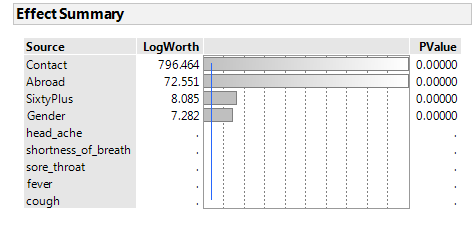 Effect Summary
Source LogWorth PValue
Contact 796.464 0.00000
Abroad 72.551 0.00000
SixtyPlus 8.085 0.00000
Gender 7.282 0.00000
head_ache . .
shortness_of_breath . .
sore_throat . .
fever . .
cough . .